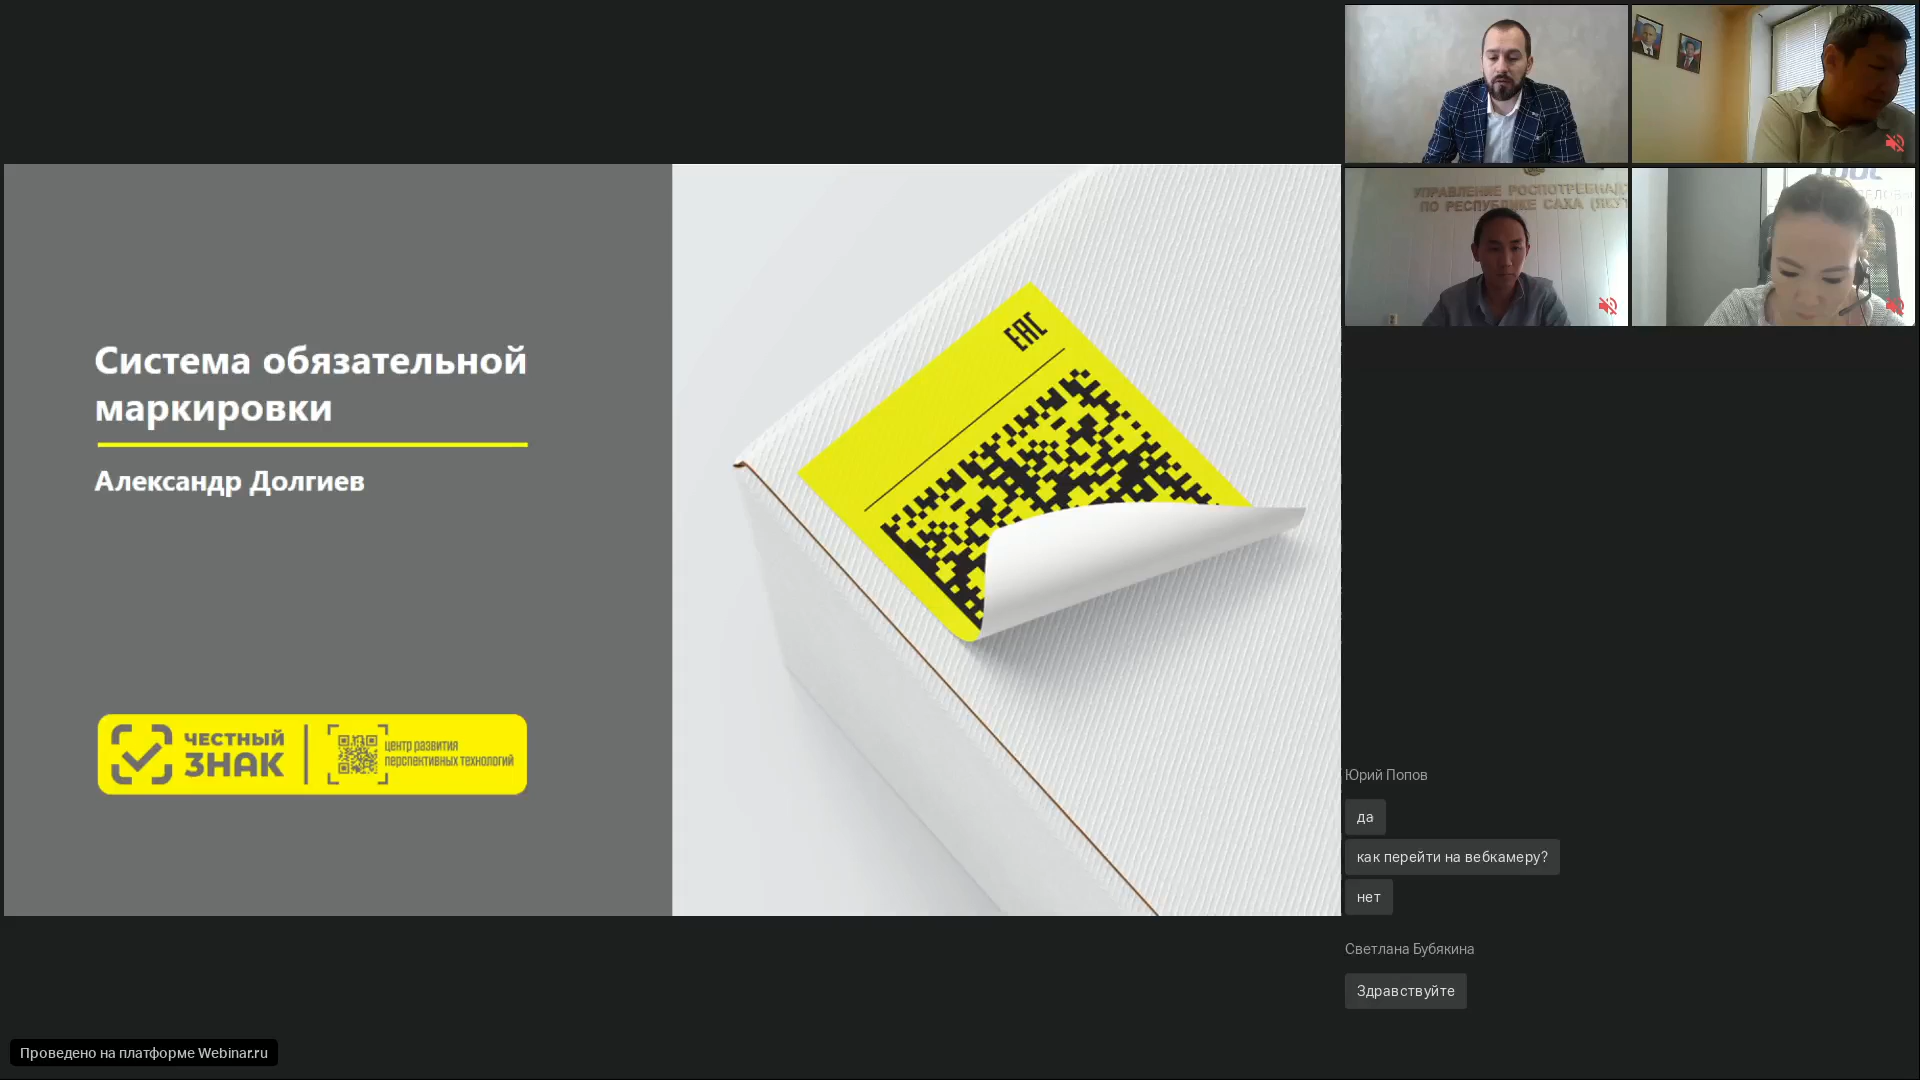 Система обязательной
маркировки
Александр Долгиев
ЧЕСТНЫЙ
ЗНАК
центр развития
перспективных технологий
EAC
УПРАВЛЕНИЕ
ПО РЕСПУБЛИКЕ САХА
Юрий Попов
да
как перейти на вебкамеру?
нет
Светлана Бубякина
Здравствуйте
Проведено на платформе Webinar.ru